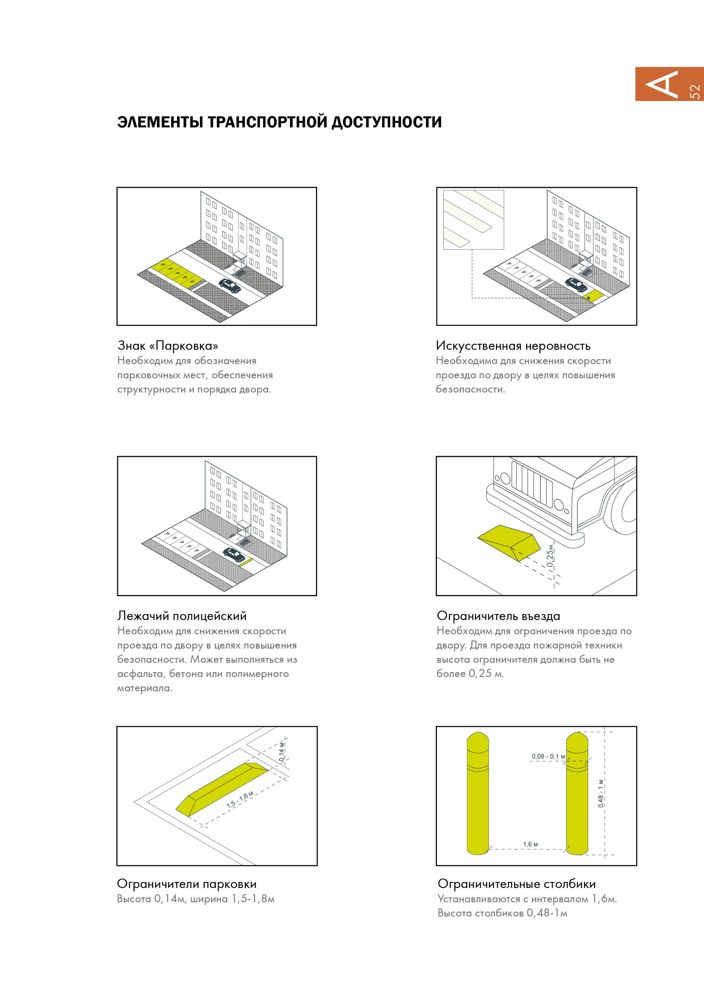 А
52
ЭЛЕМЕНТЫ ТРАНСПОРТНОЙ ДОСТУПНОСТИ
P
P
P
P
P
Знак «Парковка»
Необходим для обозначения
парковочных мест, обеспечения
структурности и порядка двора.
P
P
P
P
P
Искусственная неровность
Необходима для снижения скорости
проезда по двору в целях повышения
безопасности.
P
P
P
P
P
Лежачий полицейский
Необходим для снижения скорости
проезда по двору в целях повышения
безопасности. Может выполняться из
асфальта, бетона или полимерного
материала.
0,25м
Ограничитель въезда
Необходим для ограничения проезда по
двору. Для проезда пожарной техники
высота ограничителя должна быть не
более 0,25 м.
0,14 м
1,5 - 1,8 м
Ограничители парковки
Высота 0,14м, ширина 1,5-1,8м
0,08 - 0,1 м
0,48 - 1 м
1,6 м
Ограничительные столбики
Устанавливаются с интервалом 1,6м.
Высота столбиков 0,48-1м